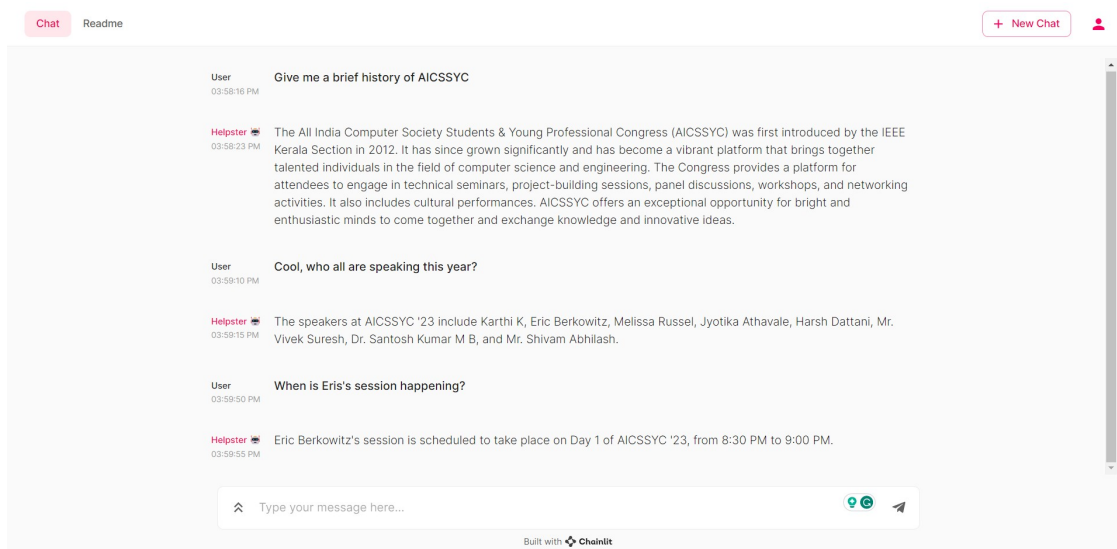 Chat Readme + New Chat
User Give me a brief history of AICSSYC
03:58:16 PM
Helpster The All India Computer Society Students & Young Professional Congress (AICSSYC) was first introduced by the IEEE
03:58:23 PM Kerala Section in 2012. It has since grown significantly and has become a vibrant platform that brings together
talented individuals in the field of computer science and engineering. The Congress provides a platform for
attendees to engage in technical seminars, project-building sessions, panel discussions, workshops, and networking
activities. It also includes cultural performances. AICSSYC offers an exceptional opportunity for bright and
enthusiastic minds to come together and exchange knowledge and innovative ideas.
User Cool, who all are speaking this year?
03:59:10 PM
Helpster The speakers at AICSSYC '23 include Karthi K, Eric Berkowitz, Melissa Russel, Jyotika Athavale, Harsh Dattani, Mr.
03:59:15 PM Vivek Suresh, Dr. Santosh Kumar M B, and Mr. Shivam Abhilash.
User When is Eris's session happening?
03:59:50 PM
Helpster Eric Berkowitz's session is scheduled to take place on Day 1 of AICSSYC '23, from 8:30 PM to 9:00 PM.
03:59:55 PM
Type your message here...
Built with Chainlit